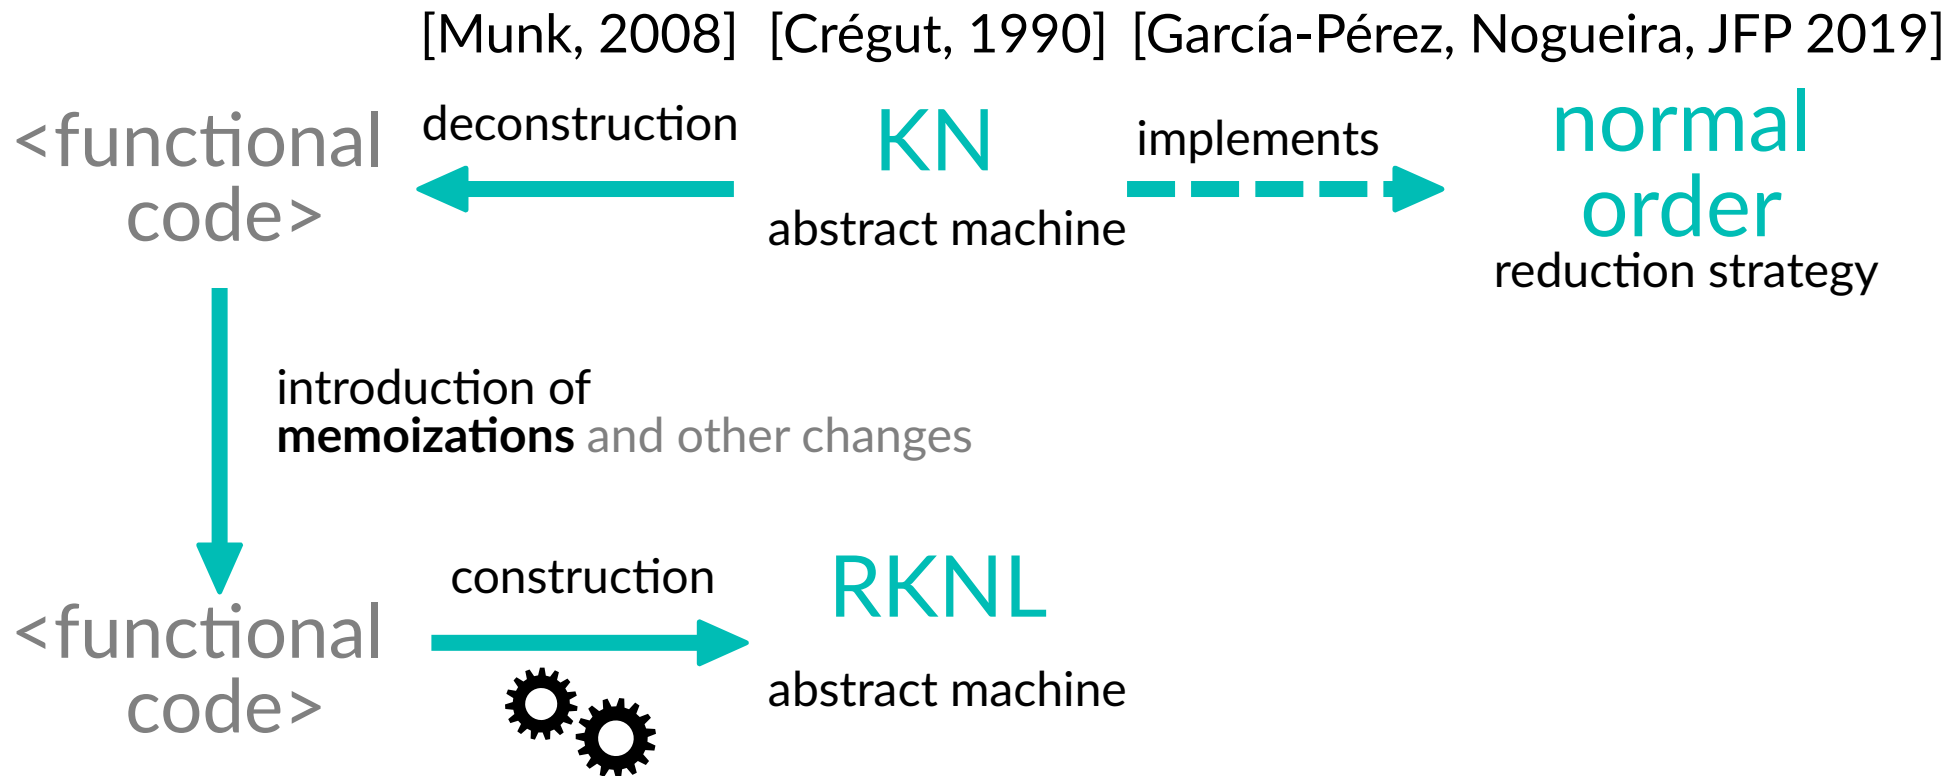 [Munk, 2008] [Crégut, 1990] [García-Pérez, Nogueira, JFP 2019]
<functional
code>
deconstruction
KN
abstract machine
implements
normal
order
reduction strategy
introduction of
memoizations and other changes
<functional
code>
construction
RKNL
abstract machine